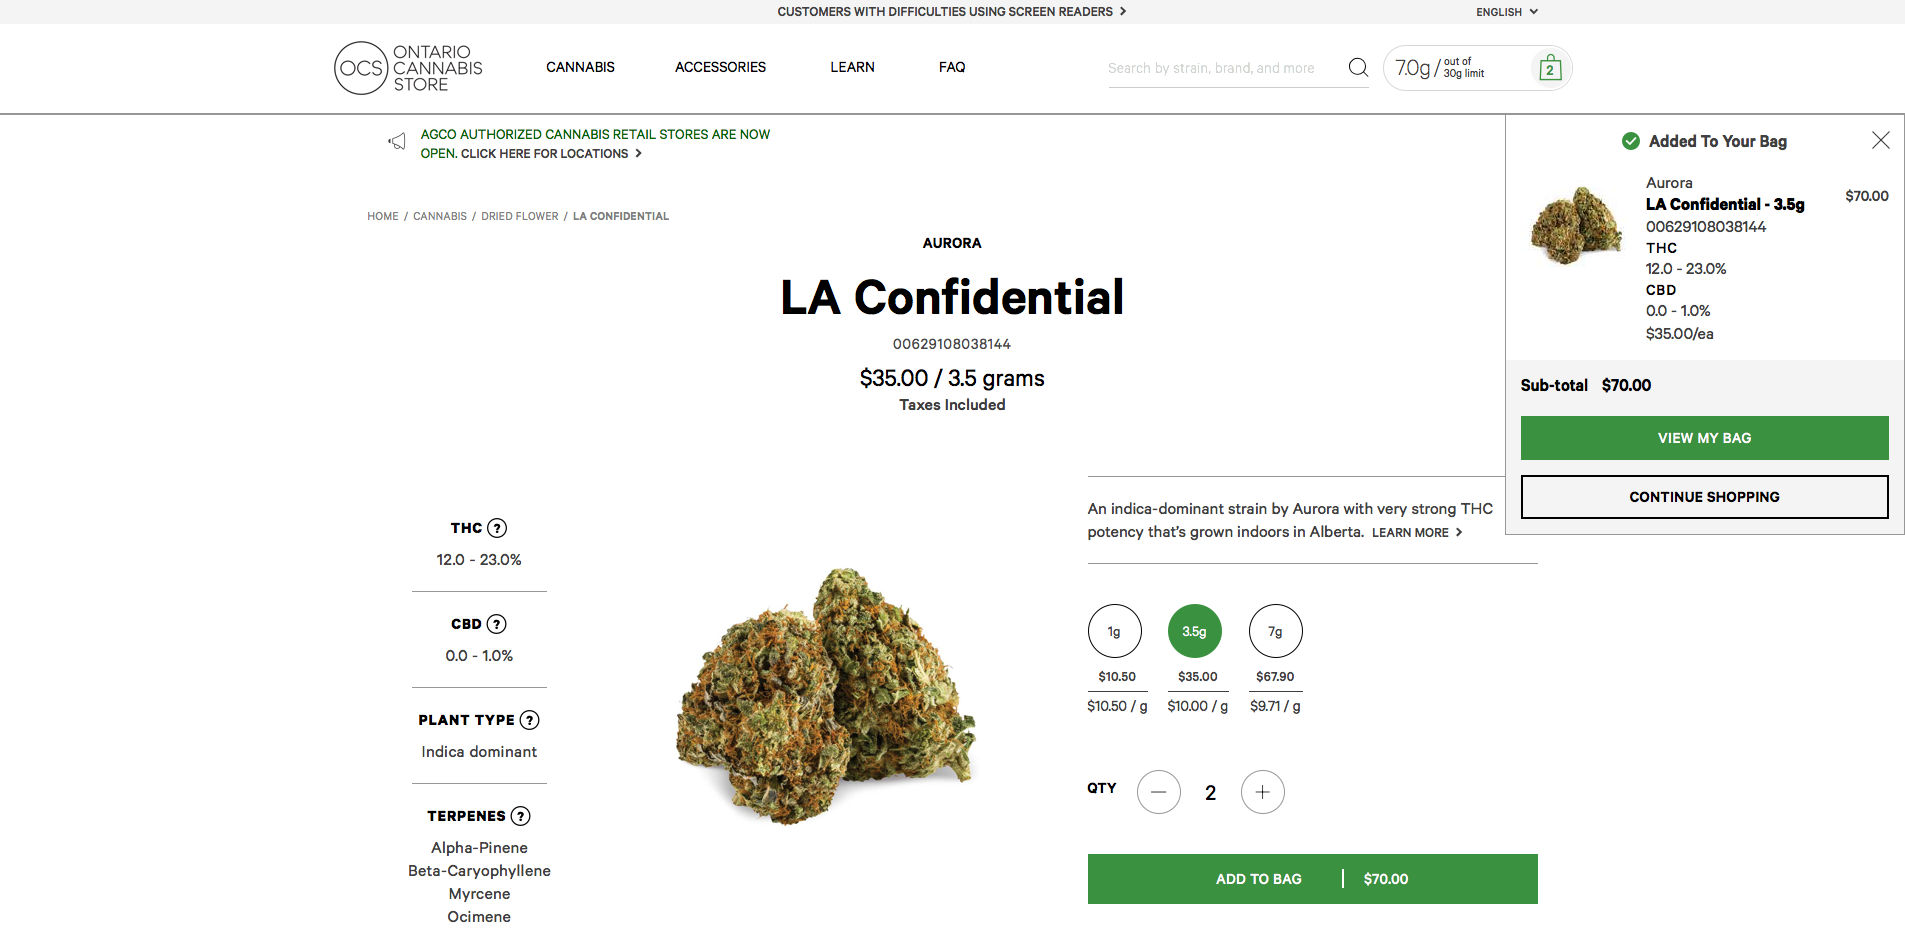 CUSTOMERS WITH DIFFICULTIES USING SCREEN READERS
ENGLISH
OCS
ONTARIO
CANNABIS
STORE
CANNABIS
ACCESSORIES
LEARN
FAQ
Search by strain, brand, and more
7.0g / out of
30g limit
2
AGCO AUTHORIZED CANNABIS RETAIL STORES ARE NOW
OPEN. CLICK HERE FOR LOCATIONS
HOME / CANNABIS / DRIED FLOWER / LA CONFIDENTIAL
AURORA
LA Confidential
00629108038144
$35.00 / 3.5 grams
Taxes Included
Added To Your Bag
Aurora
LA Confidential - 3.5g
$70.00
00629108038144
THC
12.0 - 23.0%
CBD
0.0 - 1.0%
$35.00/ea
Sub-total $70.00
VIEW MY BAG
CONTINUE SHOPPING
THC ?
12.0 - 23.0%
CBD ?
0.0 - 1.0%
PLANT TYPE ?
Indica dominant
TERPENES ?
Alpha-Pinene
Beta-Caryophyllene
Myrcene
Ocimene
An indica-dominant strain by Aurora with very strong THC
potency that's grown indoors in Alberta. LEARN MORE
1g 3.5g 7g
$10.50 $35.00 $67.90
$10.50 / g $10.00 / g $9.71 / g
QTY 2
ADD TO BAG | $70.00